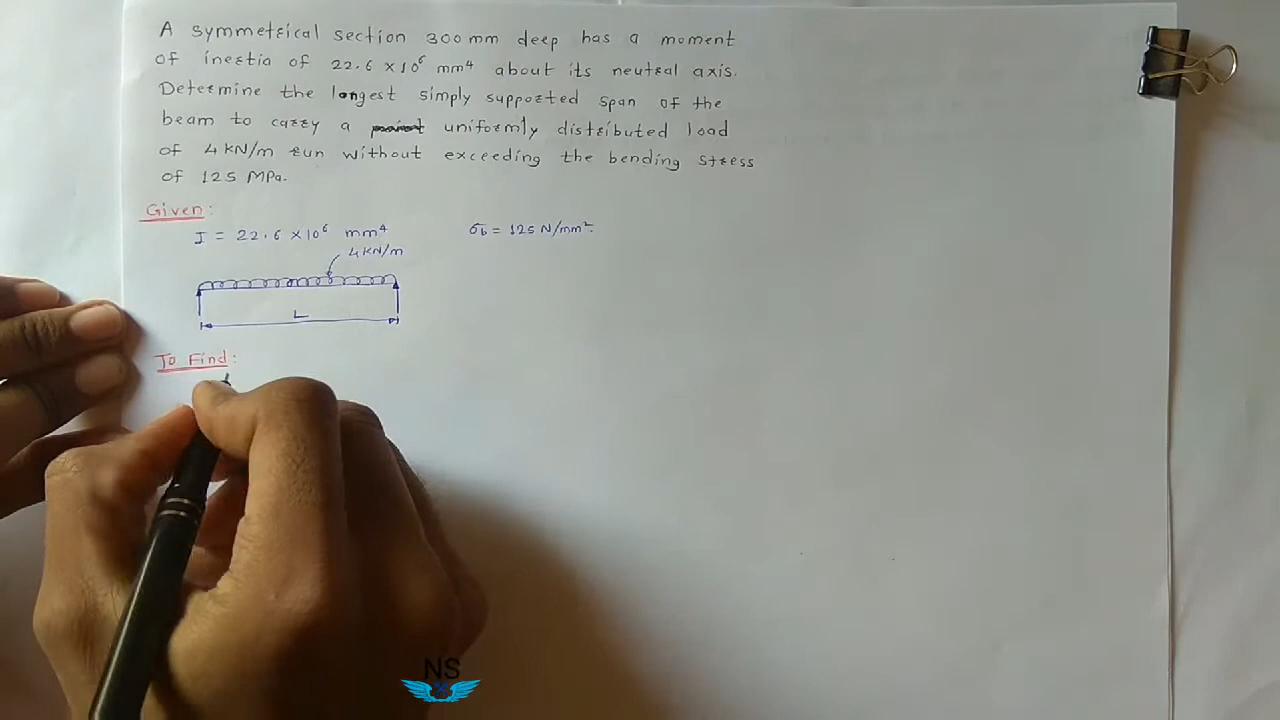 A symmetrical section 300 mm deep has a moment
of inertia of 22.6 ×10⁶ mm⁴ about its neutral axis.
Determine the longest simply supported span of the
beam to carry a uniformly distributed load
of 4 KN/m run without exceeding the bending stress
of 125 MPa.
Given:
I = 22.6 ×10⁶ mm⁴ σb = 125 N/mm².
4 KN/m
L
To Find:
NS